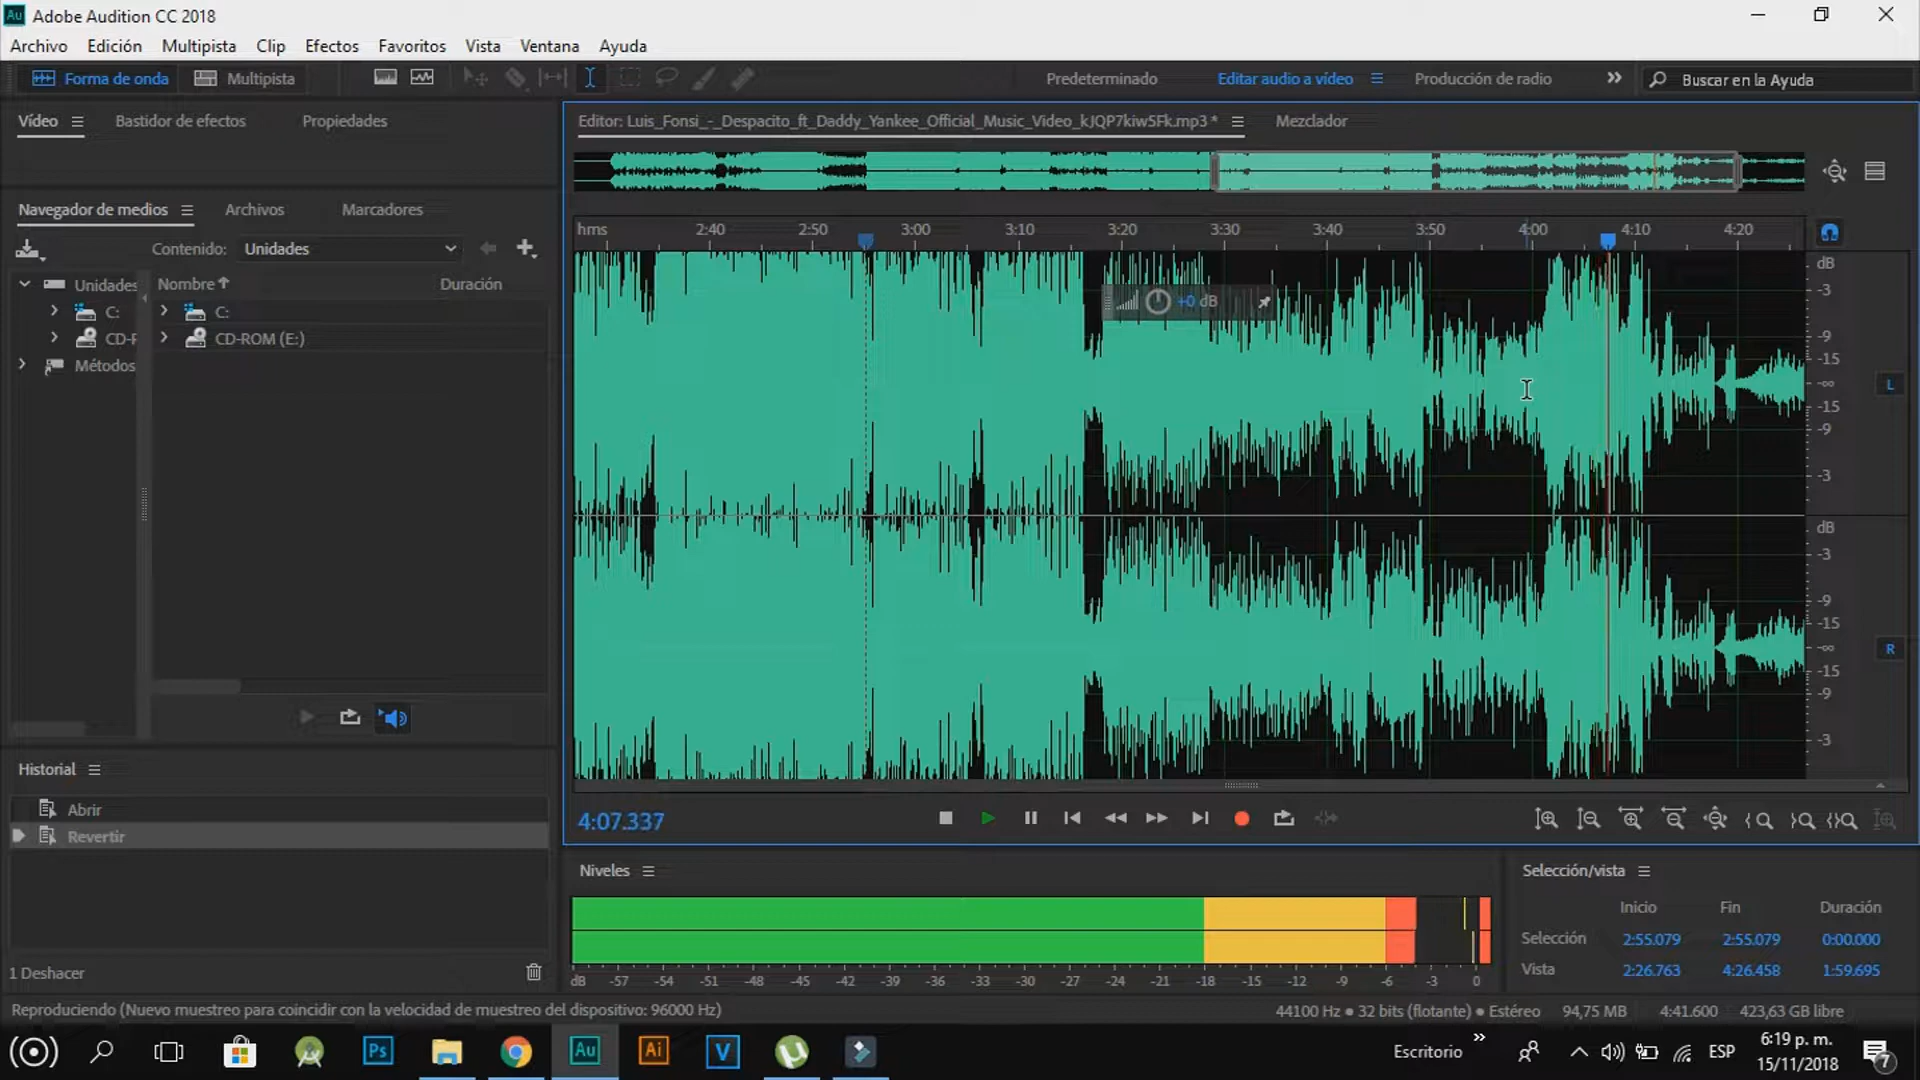 Au Adobe Audition CC 2018
Archivo Edición Multipista Clip Efectos Favoritos Vista Ventana Ayuda
Forma de onda Multipista Predeterminado Editar audio a vídeo Producción de radio Buscar en la Ayuda
Vídeo Bastidor de efectos Propiedades
Editor: Luis_Fonsi_-_Despacito_ft_Daddy_Yankee_Official_Music_Video_kJQP7kiw5Fk.mp3 * Mezclador
Navegador de medios Archivos Marcadores
hms 2:40 2:50 3:00 3:10 3:20 3:30 3:40 3:50 4:00 4:10 4:20
Contenido: Unidades
Unidades
C:
CD-R
Métodos
Nombre Duración
C:
CD-ROM (E:)
+0 dB
dB
-3
-9
-15
-∞
-15
-9
-3
L
dB
-3
-9
-15
-∞
-15
-9
-3
R
Historial
Abrir
Revertir
1 Deshacer
4:07.337
Niveles
dB -57 -54 -51 -48 -45 -42 -39 -36 -33 -30 -27 -24 -21 -18 -15 -12 -9 -6 -3 0
Selección/vista
Inicio Fin Duración
Selección 2:55.079 2:55.079 0:00.000
Vista 2:26.763 4:26.458 1:59.695
Reproduciendo (Nuevo muestreo para coincidir con la velocidad de muestreo del dispositivo: 96000 Hz)
44100 Hz ● 32 bits (flotante) ● Estéreo 94,75 MB 4:41.600 423,63 GB libre
Ps Au Ai V
Escritorio » ESP
6:19 p. m.
15/11/2018
7